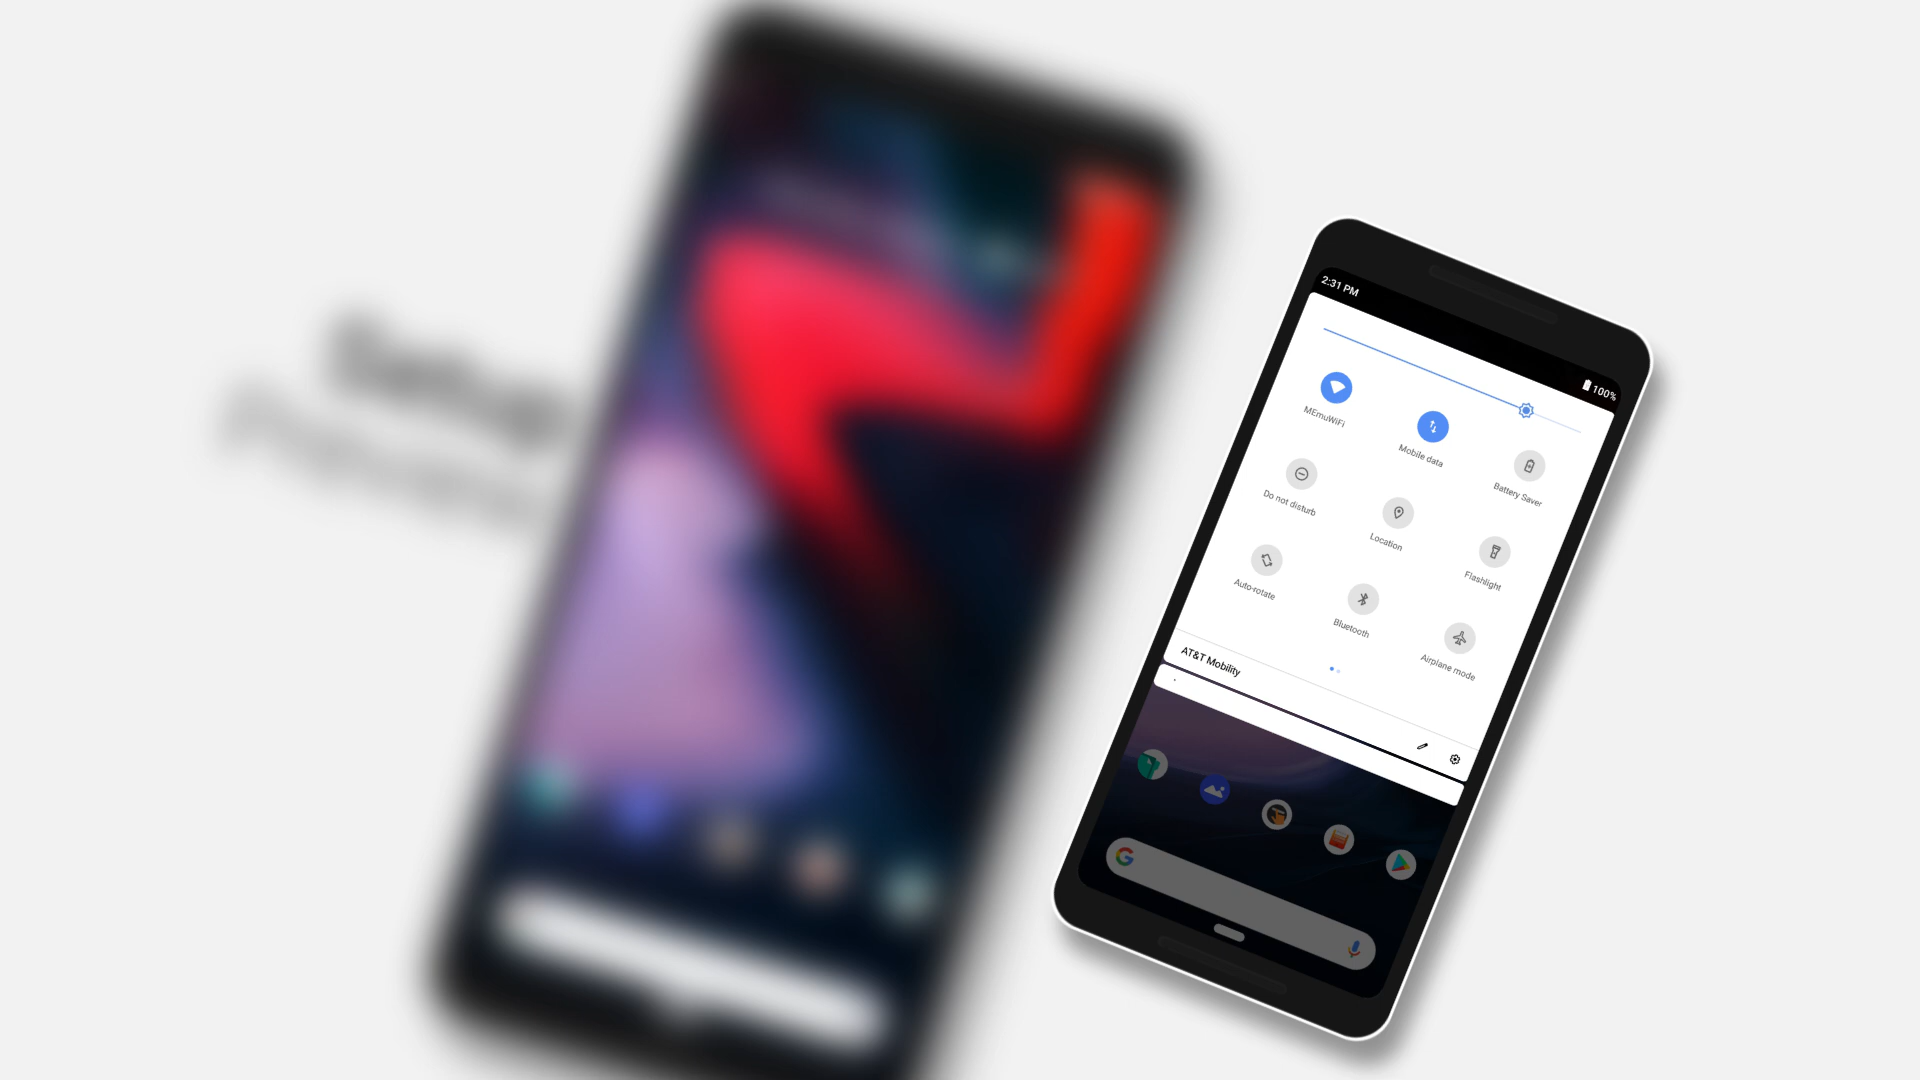 2:31 PM
100%
MEmuWiFi
Mobile data
Battery Saver
Do not disturb
Location
Flashlight
Auto-rotate
Bluetooth
Airplane mode
AT&T Mobility